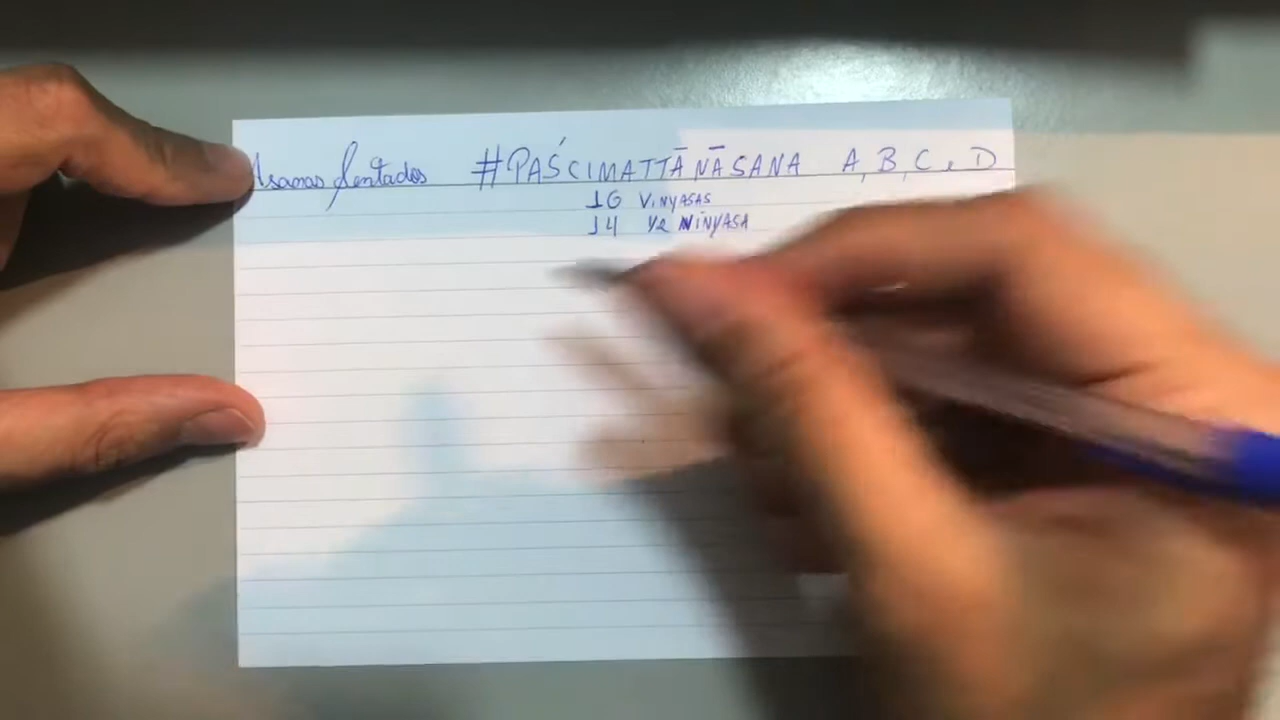 Asanas Sentados #PAŚCIMATTĀNĀSANA A, B, C e D
16 VINYASAS
14 1/2 VINYASA